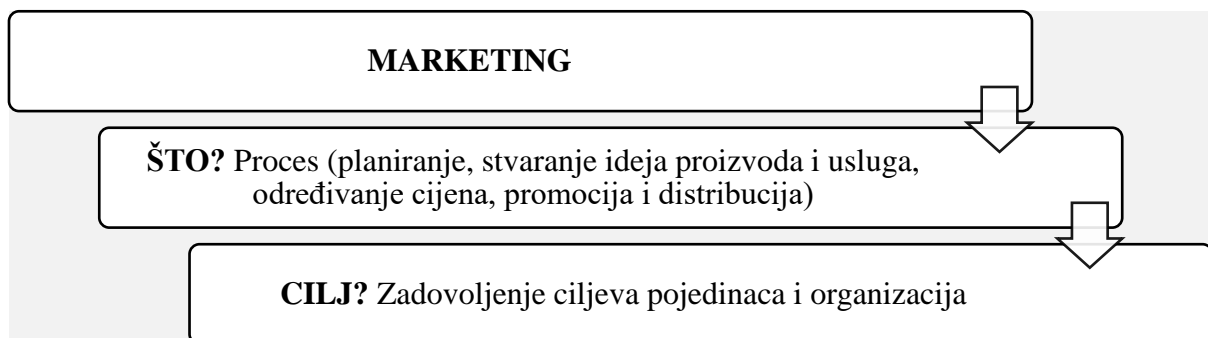 MARKETING
ŠTO? Proces (planiranje, stvaranje ideja proizvoda i usluga,
određivanje cijena, promocija i distribucija)
CILJ? Zadovoljenje ciljeva pojedinaca i organizacija